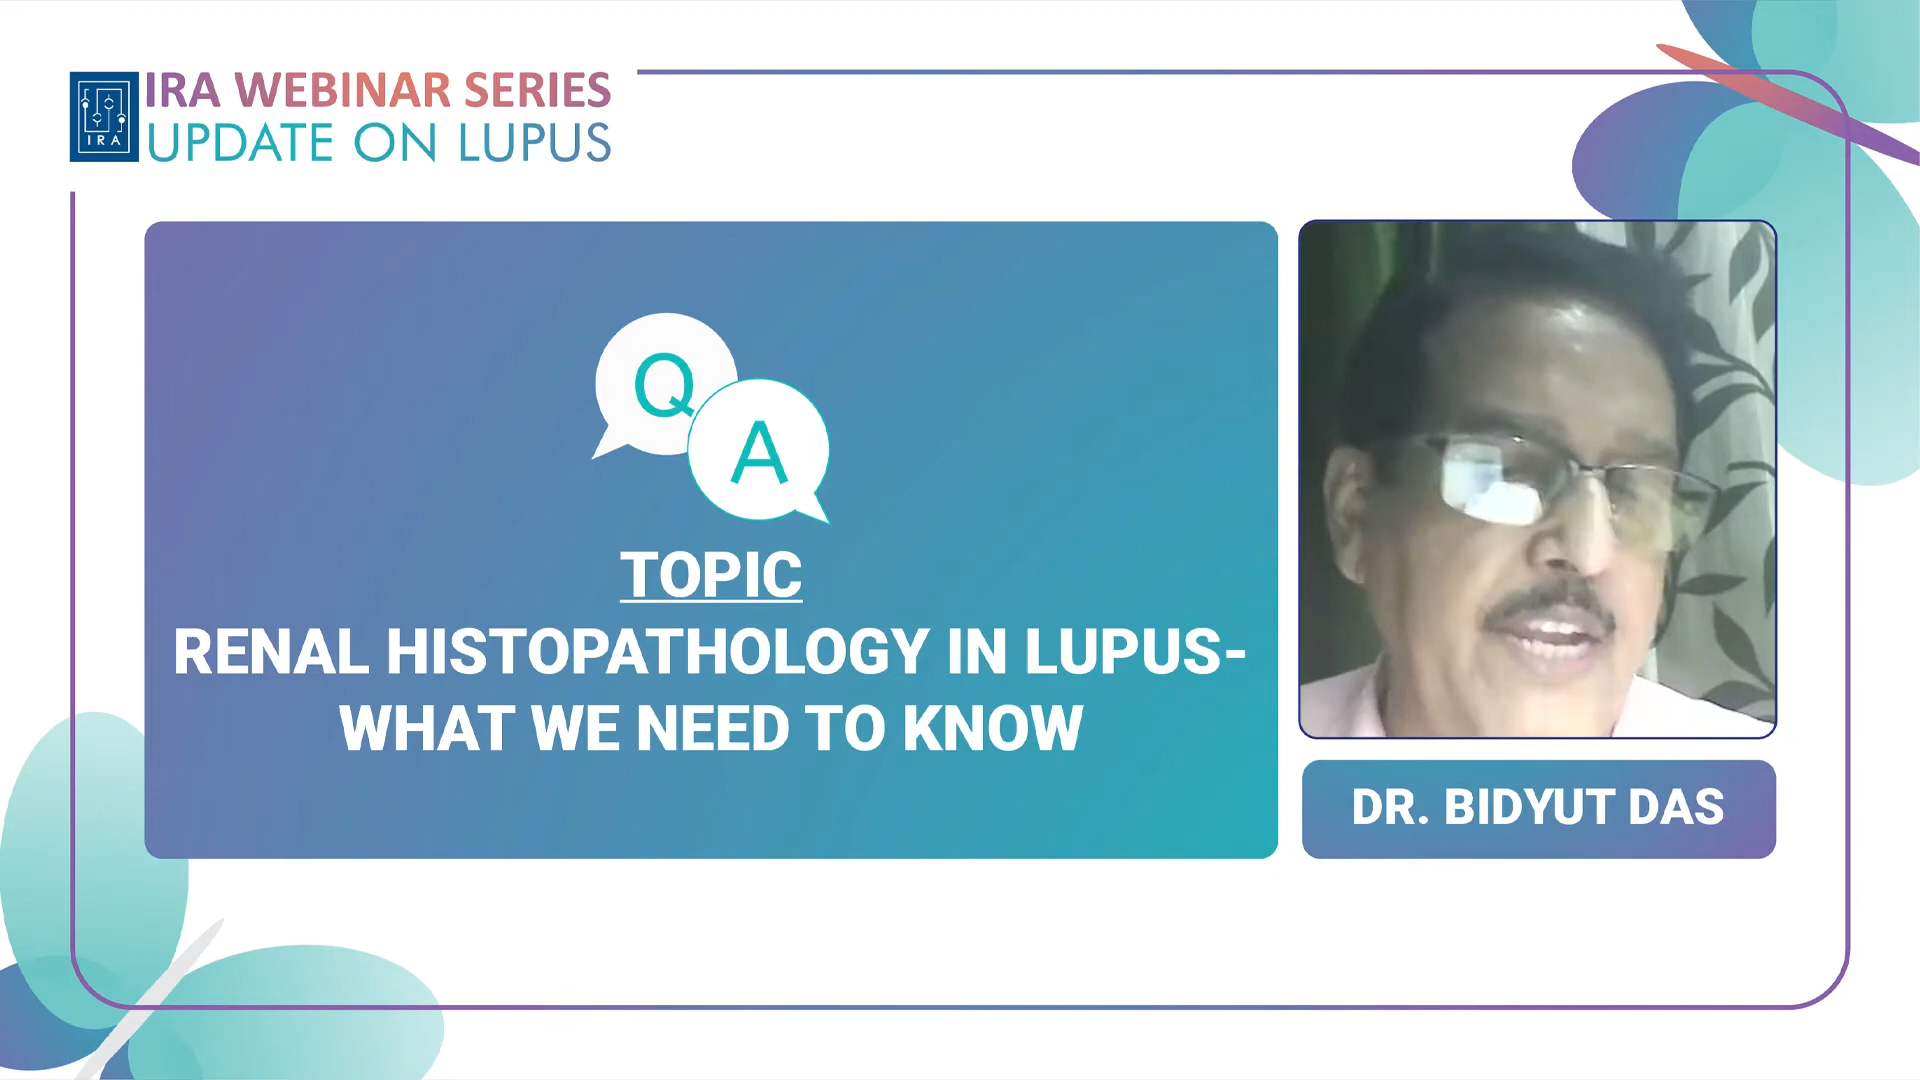 IRA WEBINAR SERIES
UPDATE ON LUPUS
IRA
Q
A
TOPIC
RENAL HISTOPATHOLOGY IN LUPUS-
WHAT WE NEED TO KNOW
DR. BIDYUT DAS